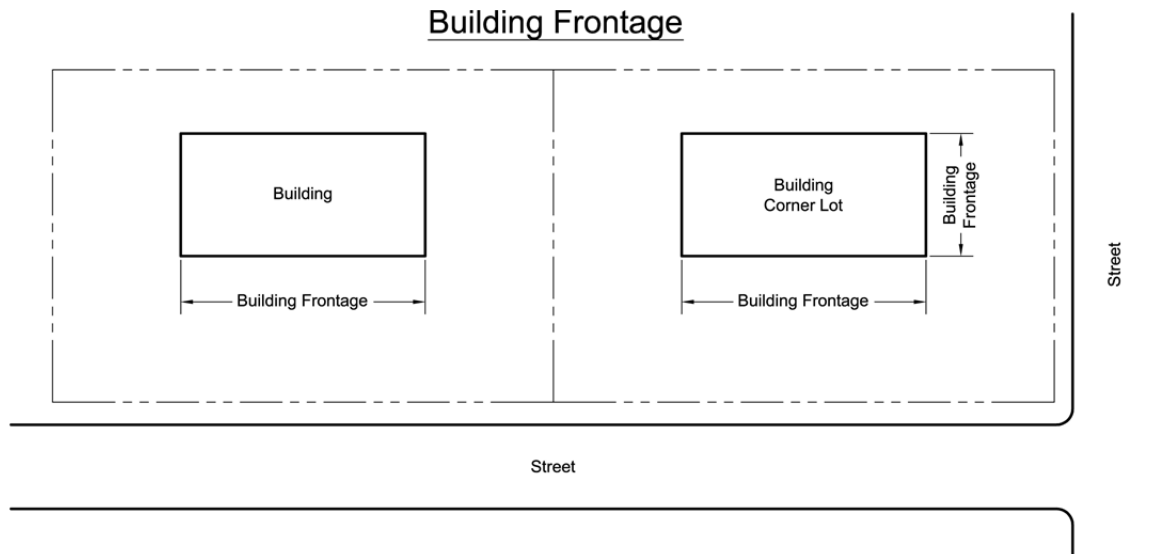 Building Frontage
Building
Building
Corner Lot
Building
Frontage
Building Frontage
Building Frontage
Street
Street